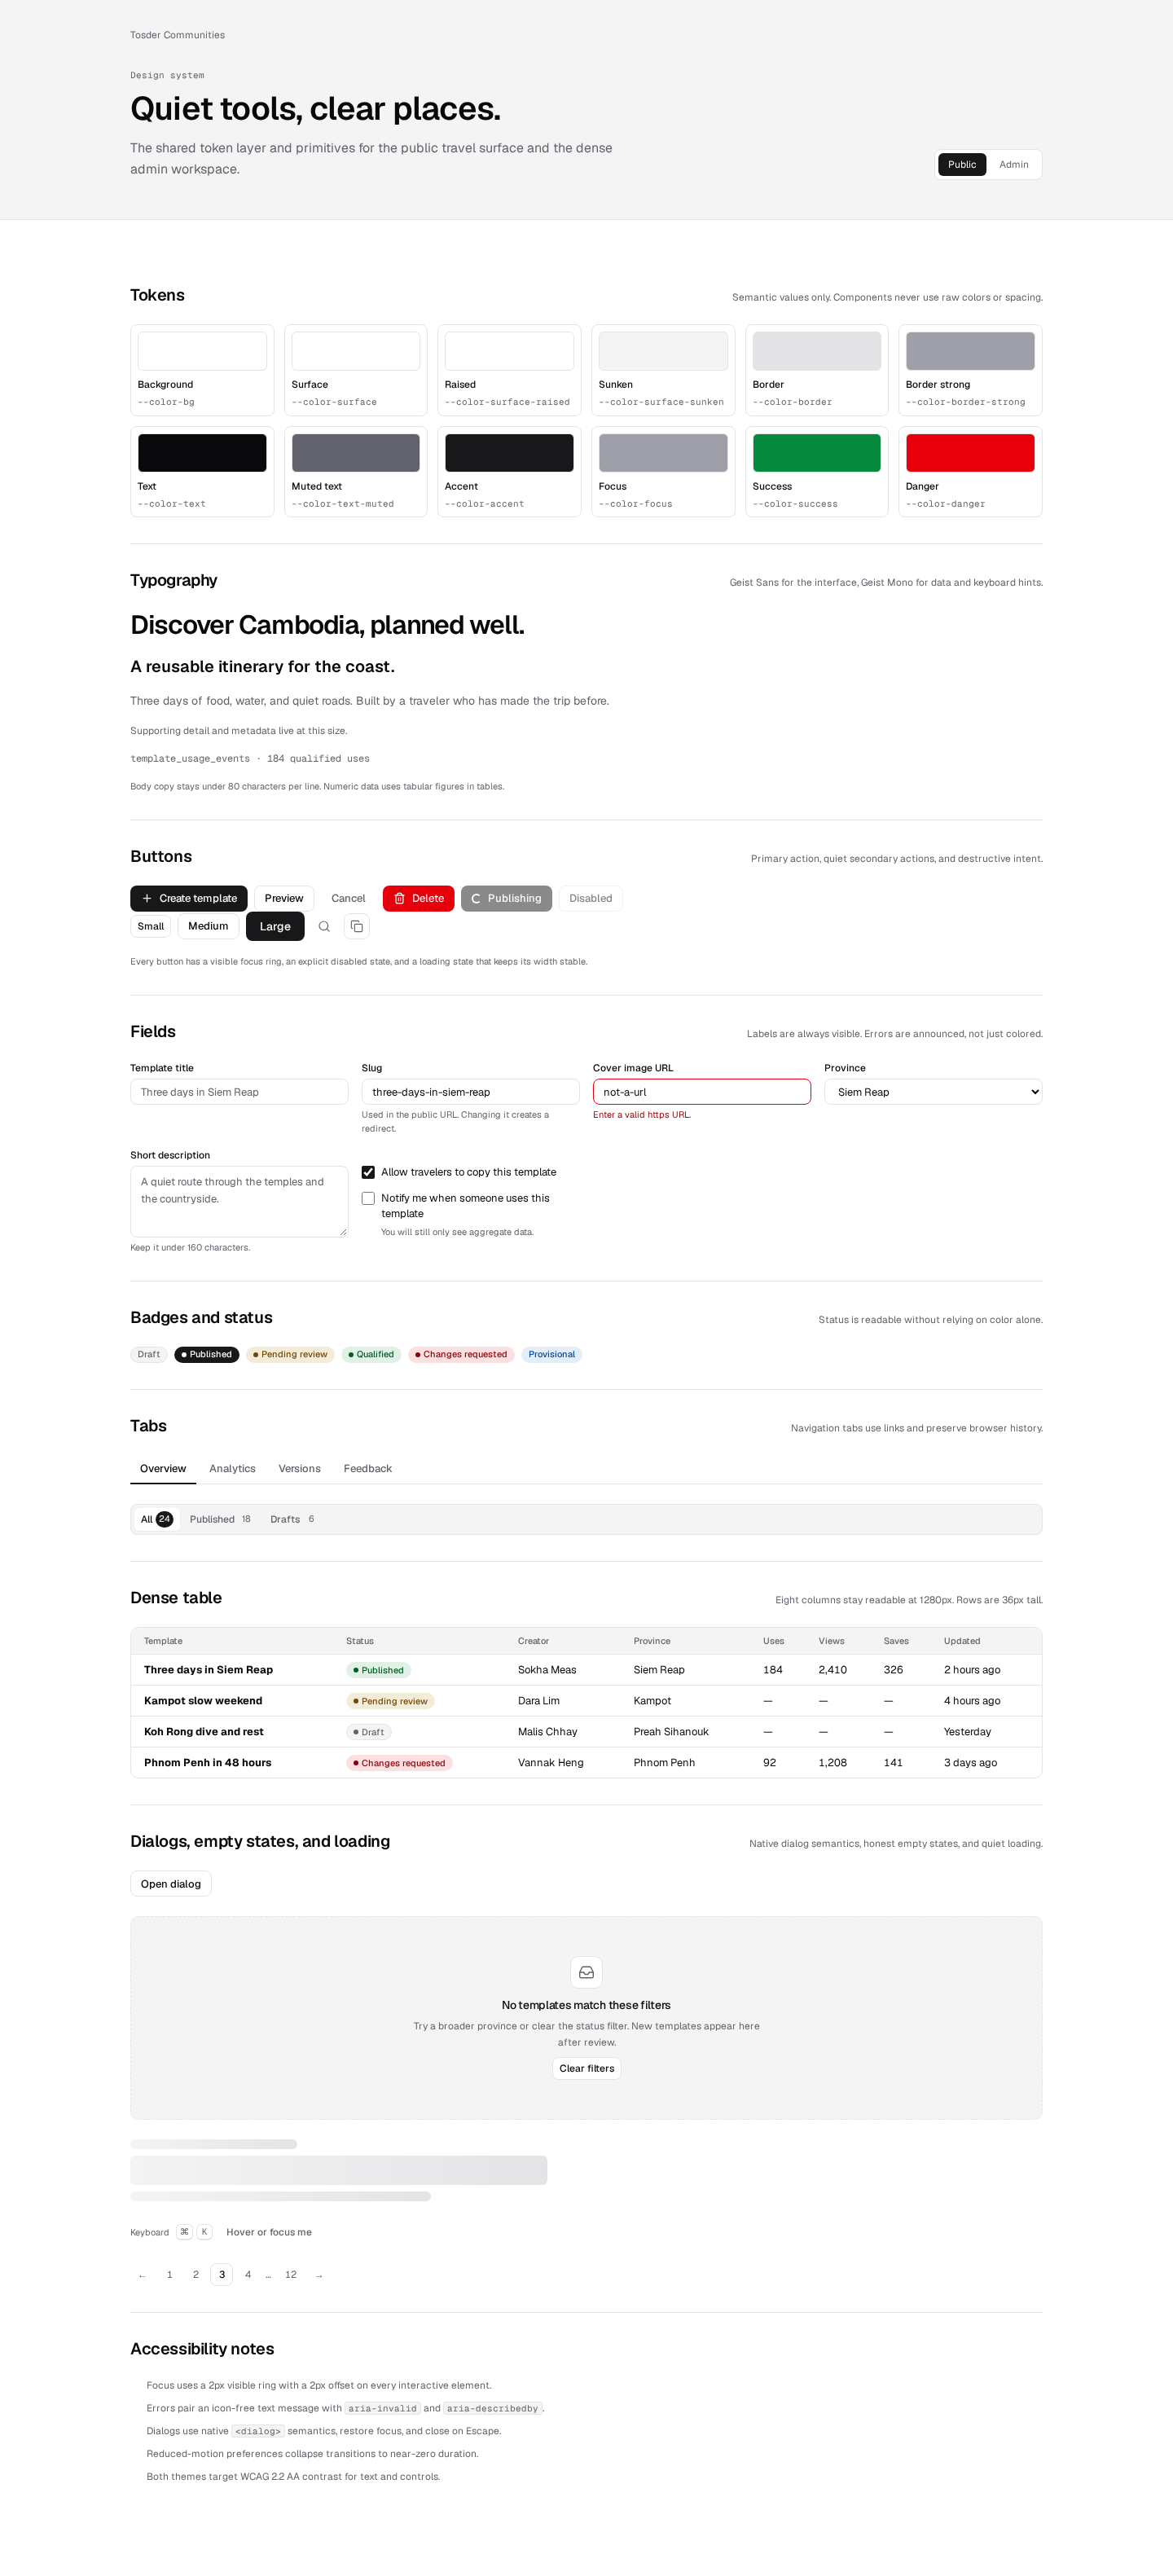 Tosder Communities
Design system
Quiet tools, clear places.
The shared token layer and primitives for the public travel surface and the dense
admin workspace.
Public Admin
Tokens
Semantic values only. Components never use raw colors or spacing.
Background Surface Raised Sunken Border Border strong
--color-bg --color-surface --color-surface-raised --color-surface-sunken --color-border --color-border-strong
Text Muted text Accent Focus Success Danger
--color-text --color-text-muted --color-accent --color-focus --color-success --color-danger
Typography
Geist Sans for the interface, Geist Mono for data and keyboard hints.
Discover Cambodia, planned well.
A reusable itinerary for the coast.
Three days of food, water, and quiet roads. Built by a traveler who has made the trip before.
Supporting detail and metadata live at this size.
template_usage_events · 184 qualified uses
Body copy stays under 80 characters per line. Numeric data uses tabular figures in tables.
Buttons
Primary action, quiet secondary actions, and destructive intent.
Create template Preview Cancel Delete Publishing Disabled
Small Medium Large
Every button has a visible focus ring, an explicit disabled state, and a loading state that keeps its width stable.
Fields
Labels are always visible. Errors are announced, not just colored.
Template title Slug Cover image URL Province
Three days in Siem Reap three-days-in-siem-reap not-a-url Siem Reap
Used in the public URL. Changing it creates a
redirect.
Enter a valid https URL.
Short description
A quiet route through the temples and
the countryside.
Keep it under 160 characters.
Allow travelers to copy this template
Notify me when someone uses this
template
You will still only see aggregate data.
Badges and status
Status is readable without relying on color alone.
Draft Published Pending review Qualified Changes requested Provisional
Tabs
Navigation tabs use links and preserve browser history.
Overview Analytics Versions Feedback
All 24 Published 18 Drafts 6
Dense table
Eight columns stay readable at 1280px. Rows are 36px tall.
Template Status Creator Province Uses Views Saves Updated
Three days in Siem Reap Published Sokha Meas Siem Reap 184 2,410 326 2 hours ago
Kampot slow weekend Pending review Dara Lim Kampot — — — 4 hours ago
Koh Rong dive and rest Draft Malis Chhay Preah Sihanouk — — — Yesterday
Phnom Penh in 48 hours Changes requested Vannak Heng Phnom Penh 92 1,208 141 3 days ago
Dialogs, empty states, and loading
Native dialog semantics, honest empty states, and quiet loading.
Open dialog
No templates match these filters
Try a broader province or clear the status filter. New templates appear here
after review.
Clear filters
Keyboard ⌘ K Hover or focus me
← 1 2 3 4 … 12 →
Accessibility notes
Focus uses a 2px visible ring with a 2px offset on every interactive element.
Errors pair an icon-free text message with aria-invalid and aria-describedby.
Dialogs use native <dialog> semantics, restore focus, and close on Escape.
Reduced-motion preferences collapse transitions to near-zero duration.
Both themes target WCAG 2.2 AA contrast for text and controls.